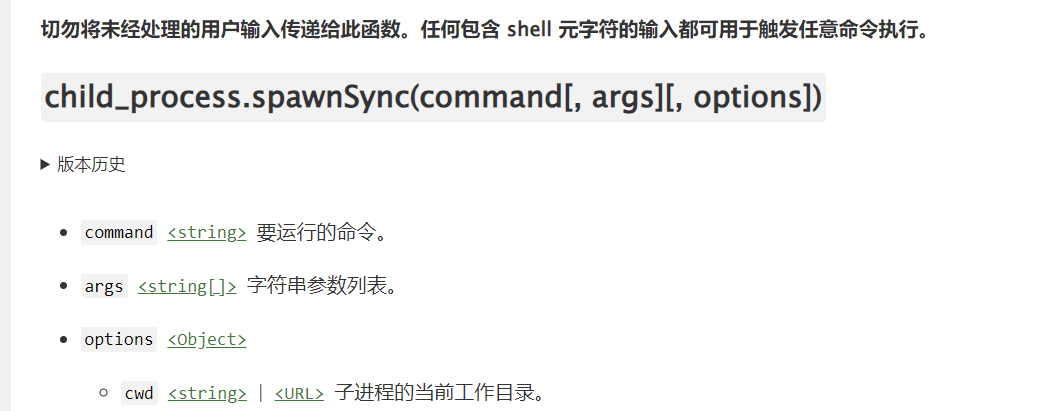 切勿将未经处理的用户输入传递给此函数。任何包含 shell 元字符的输入都可用于触发任意命令执行。
child_process.spawnSync(command[, args][, options])
▶ 版本历史
• command <string> 要运行的命令。
• args <string[]> 字符串参数列表。
• options <Object>
◦ cwd <string> | <URL> 子进程的当前工作目录。